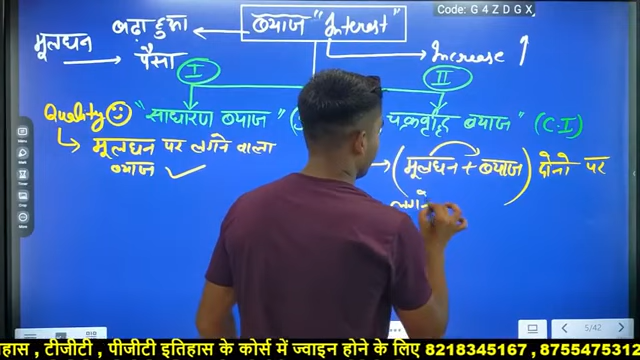 Code: G 4 Z D G X
बढ़ा हुआ ब्याज "Interest"
मूलधन पैसा Increase
I II
Quality "साधारण ब्याज" चक्रवृद्धि ब्याज" (C.I)
मूलधन पर लगने वाला
ब्याज
(मूलधन + ब्याज) दोनो पर
लगने
5/42
हास , टीजीटी , पीजीटी इतिहास के कोर्स में ज्वाइन होने के लिए 8218345167 , 8755475312